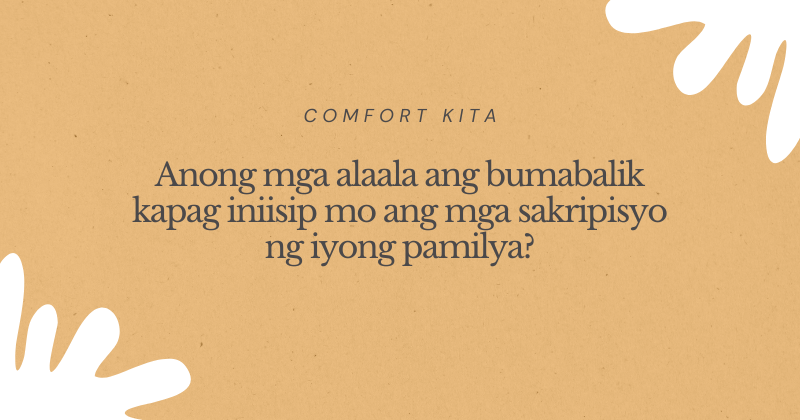 COMFORT KITA
Anong mga alaala ang bumabalik
kapag iniisip mo ang mga sakripisyo
ng iyong pamilya?